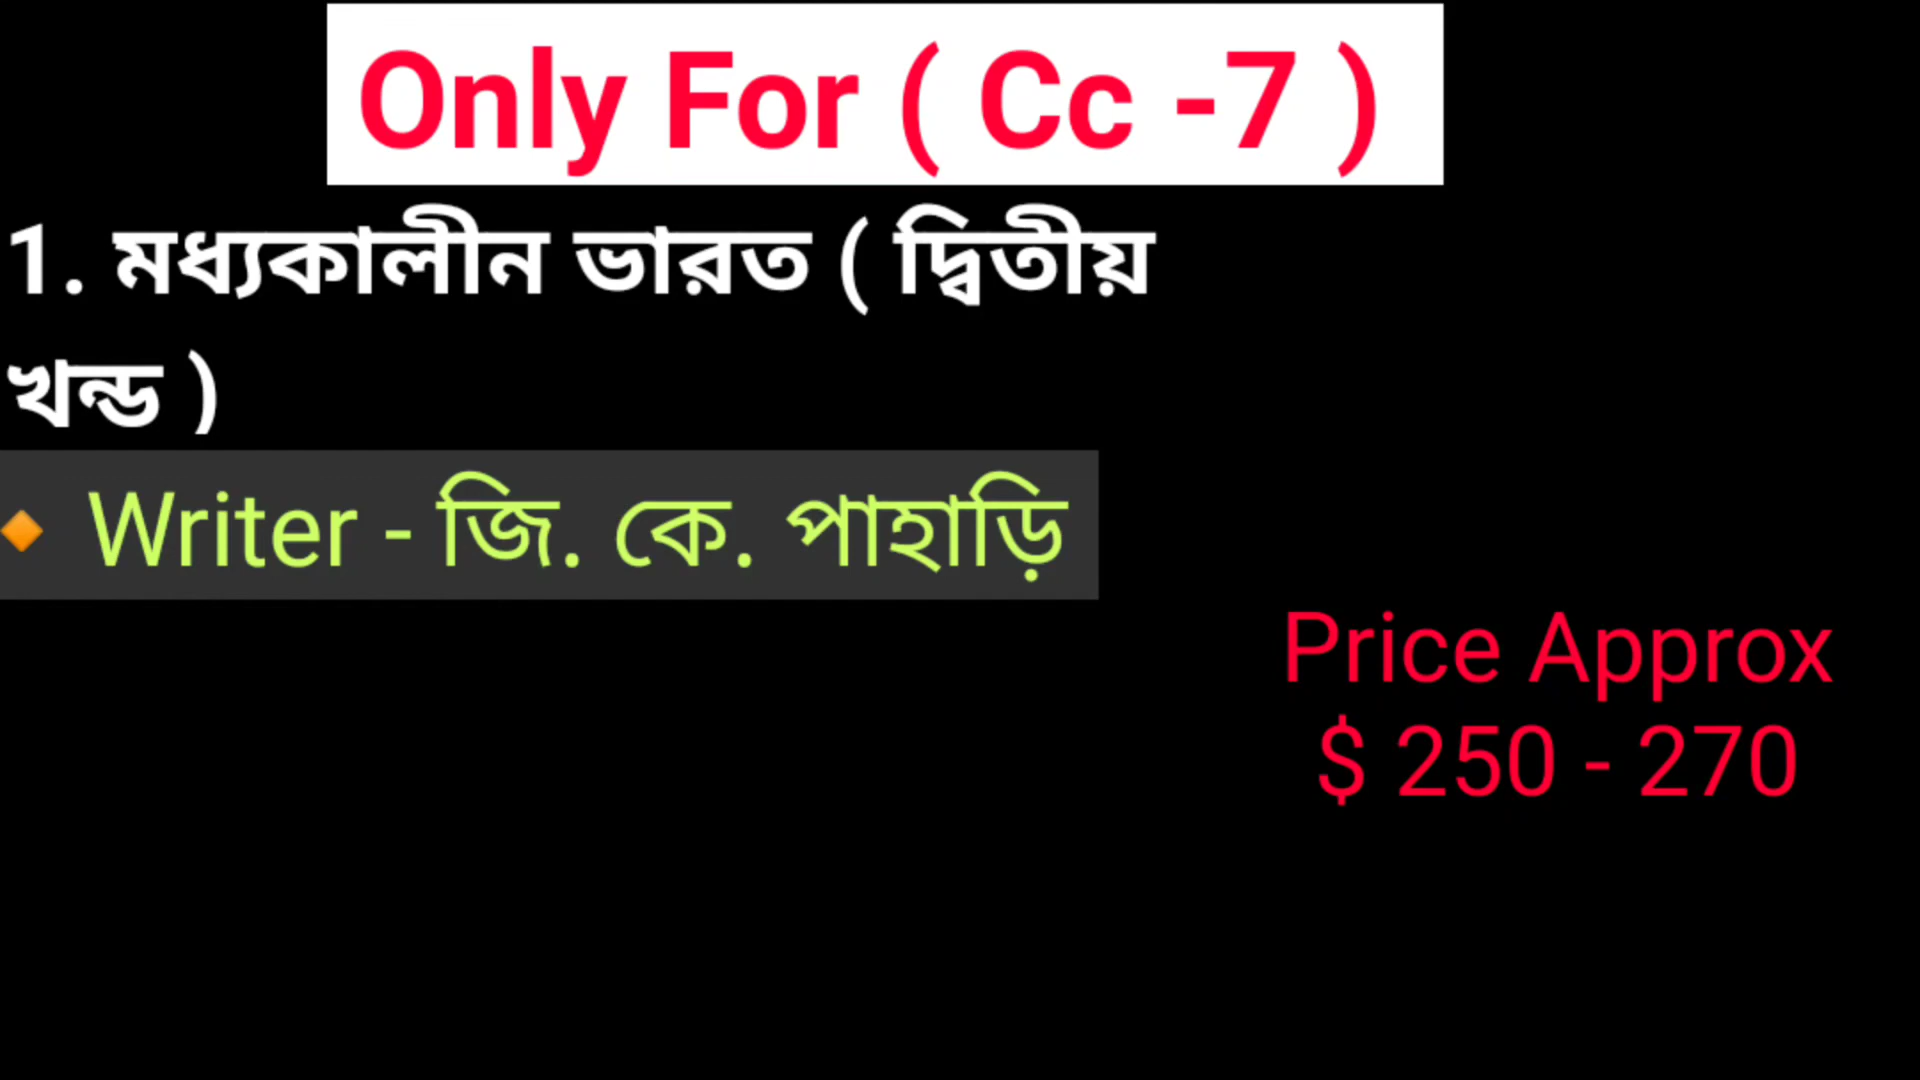 Only For ( Cc -7 )
1. মধ্যকালীন ভারত ( দ্বিতীয়
খন্ড )
🔸 Writer - জি. কে. পাহাড়ি
Price Approx
$ 250 - 270